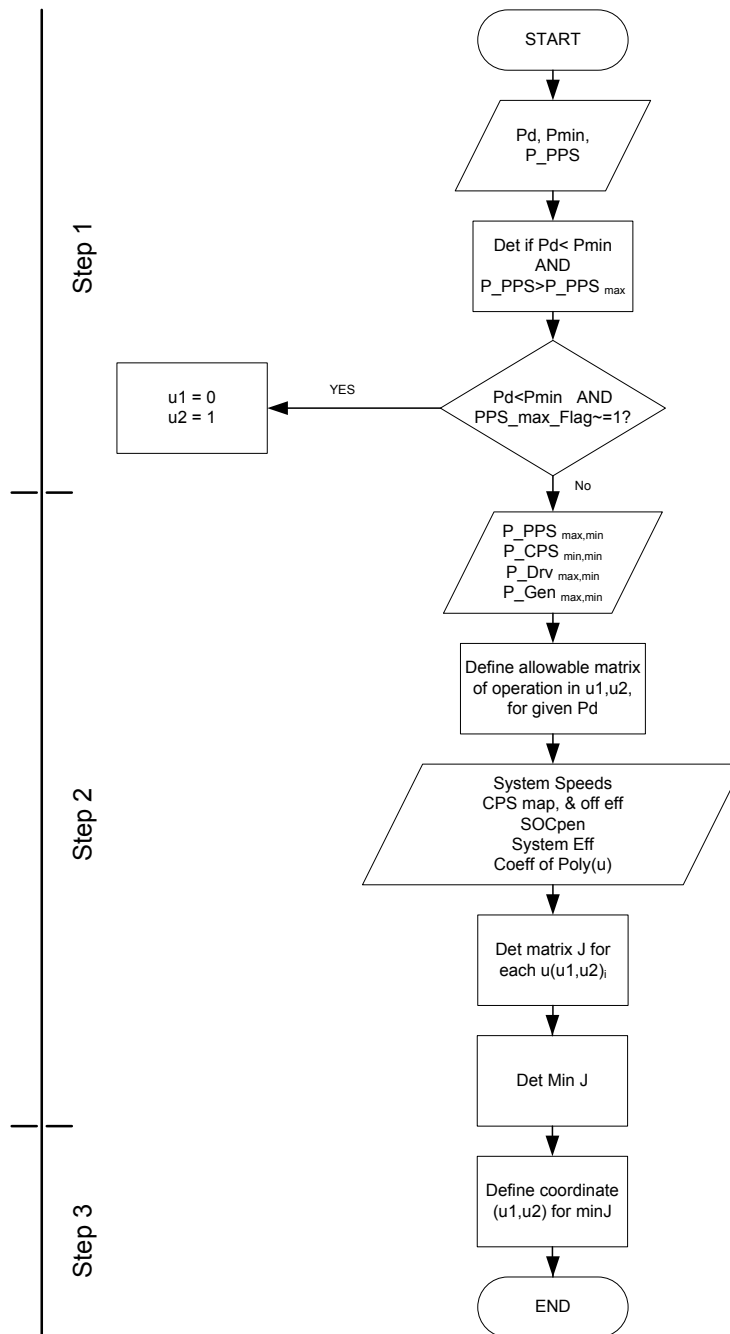 START
Pd, Pmin,
P_PPS
Step 1
Det if Pd< Pmin
AND
P_PPS>P_PPS max
YES
u1 = 0
u2 = 1
Pd<Pmin AND
PPS_max_Flag~=1?
No
P_PPS max,min
P_CPS min,min
P_Drv max,min
P_Gen max,min
Define allowable matrix
of operation in u1,u2,
for given Pd
Step 2
System Speeds
CPS map, & off eff
SOCpen
System Eff
Coeff of Poly(u)
Det matrix J for
each u(u1,u2)i
Det Min J
Step 3
Define coordinate
(u1,u2) for minJ
END